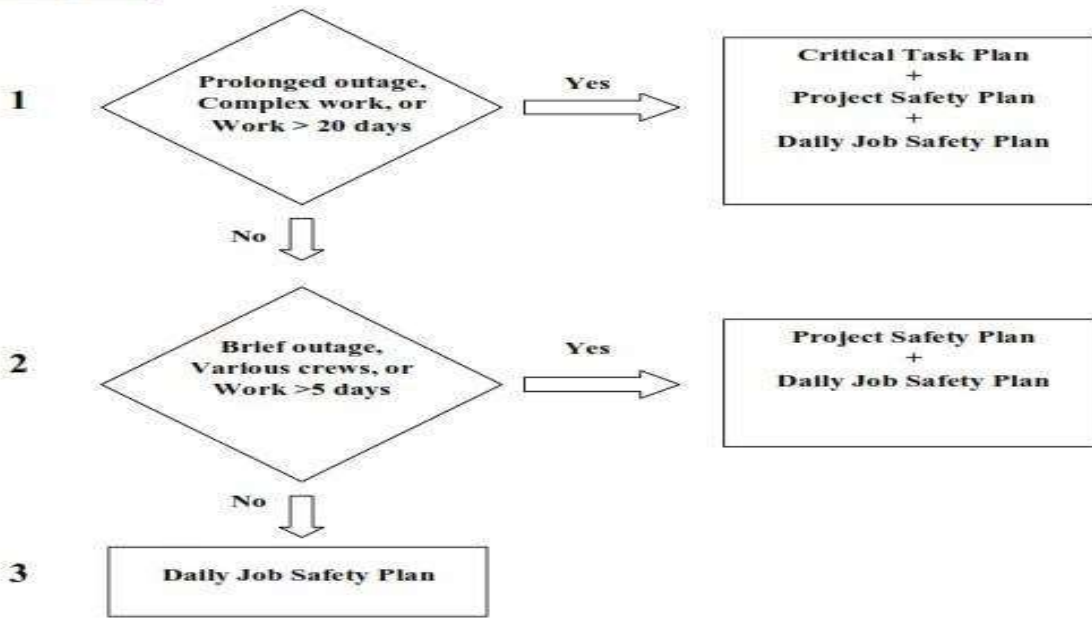 1
Prolonged outage,
Complex work, or
Work > 20 days
Yes
Critical Task Plan
+
Project Safety Plan
+
Daily Job Safety Plan
No
2
Brief outage,
Various crews, or
Work >5 days
Yes
Project Safety Plan
+
Daily Job Safety Plan
No
3
Daily Job Safety Plan